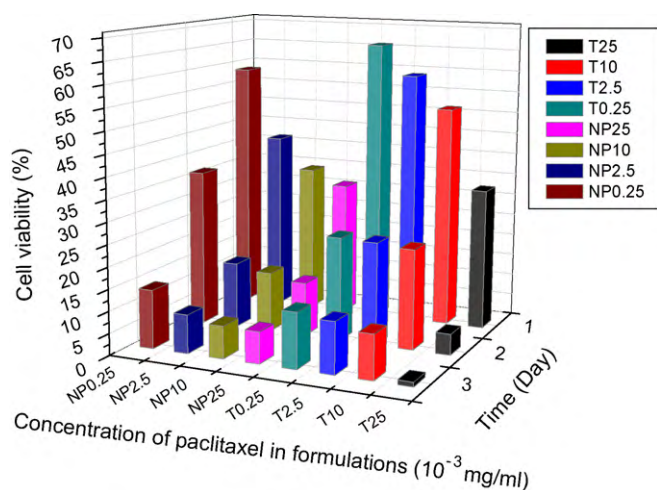 70
65
60
55
50
45
40
35
30
25
20
15
10
5
0
Cell viability (%)
NP0.25
NP2.5
NP10
NP25
T0.25
T2.5
T10
T25
Concentration of paclitaxel in formulations (10⁻³ mg/ml)
1
2
3
Time (Day)
T25
T10
T2.5
T0.25
NP25
NP10
NP2.5
NP0.25